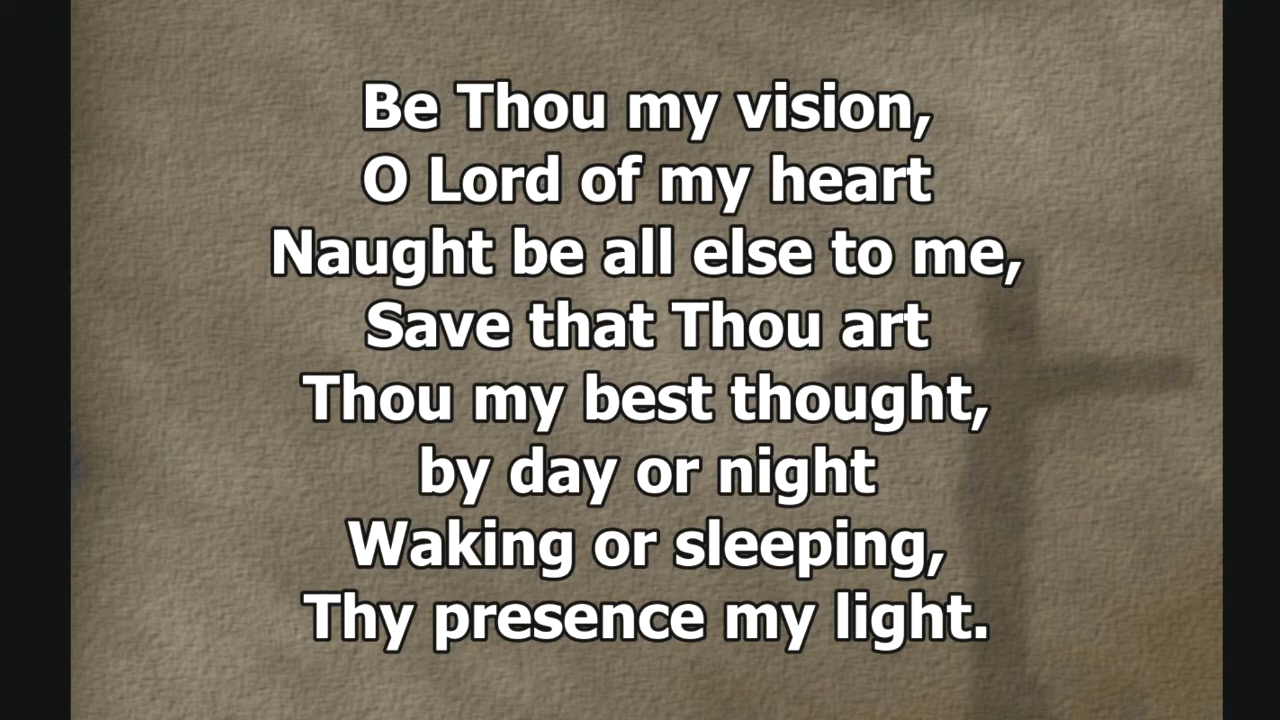 Be Thou my vision,
O Lord of my heart
Naught be all else to me,
Save that Thou art
Thou my best thought,
by day or night
Waking or sleeping,
Thy presence my light.